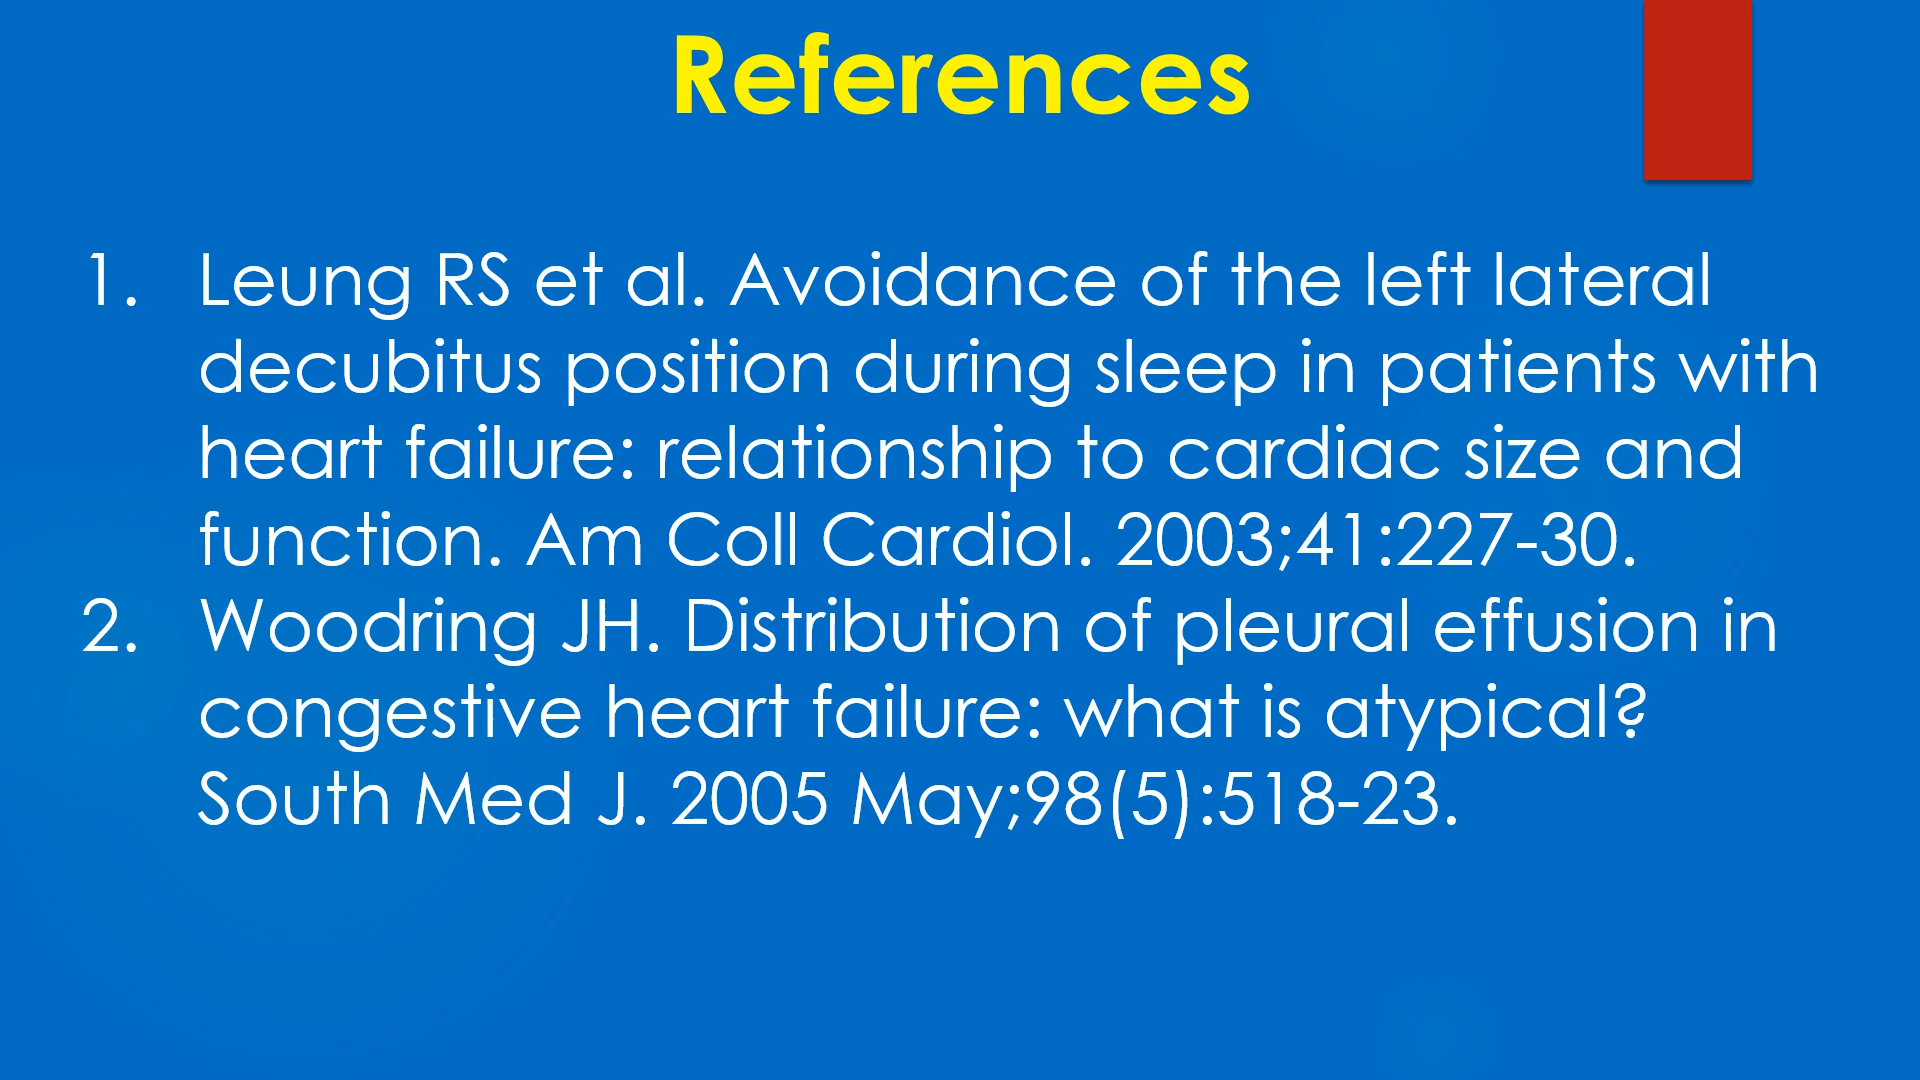 References
1. Leung RS et al. Avoidance of the left lateral
decubitus position during sleep in patients with
heart failure: relationship to cardiac size and
function. Am Coll Cardiol. 2003;41:227-30.
2. Woodring JH. Distribution of pleural effusion in
congestive heart failure: what is atypical?
South Med J. 2005 May;98(5):518-23.